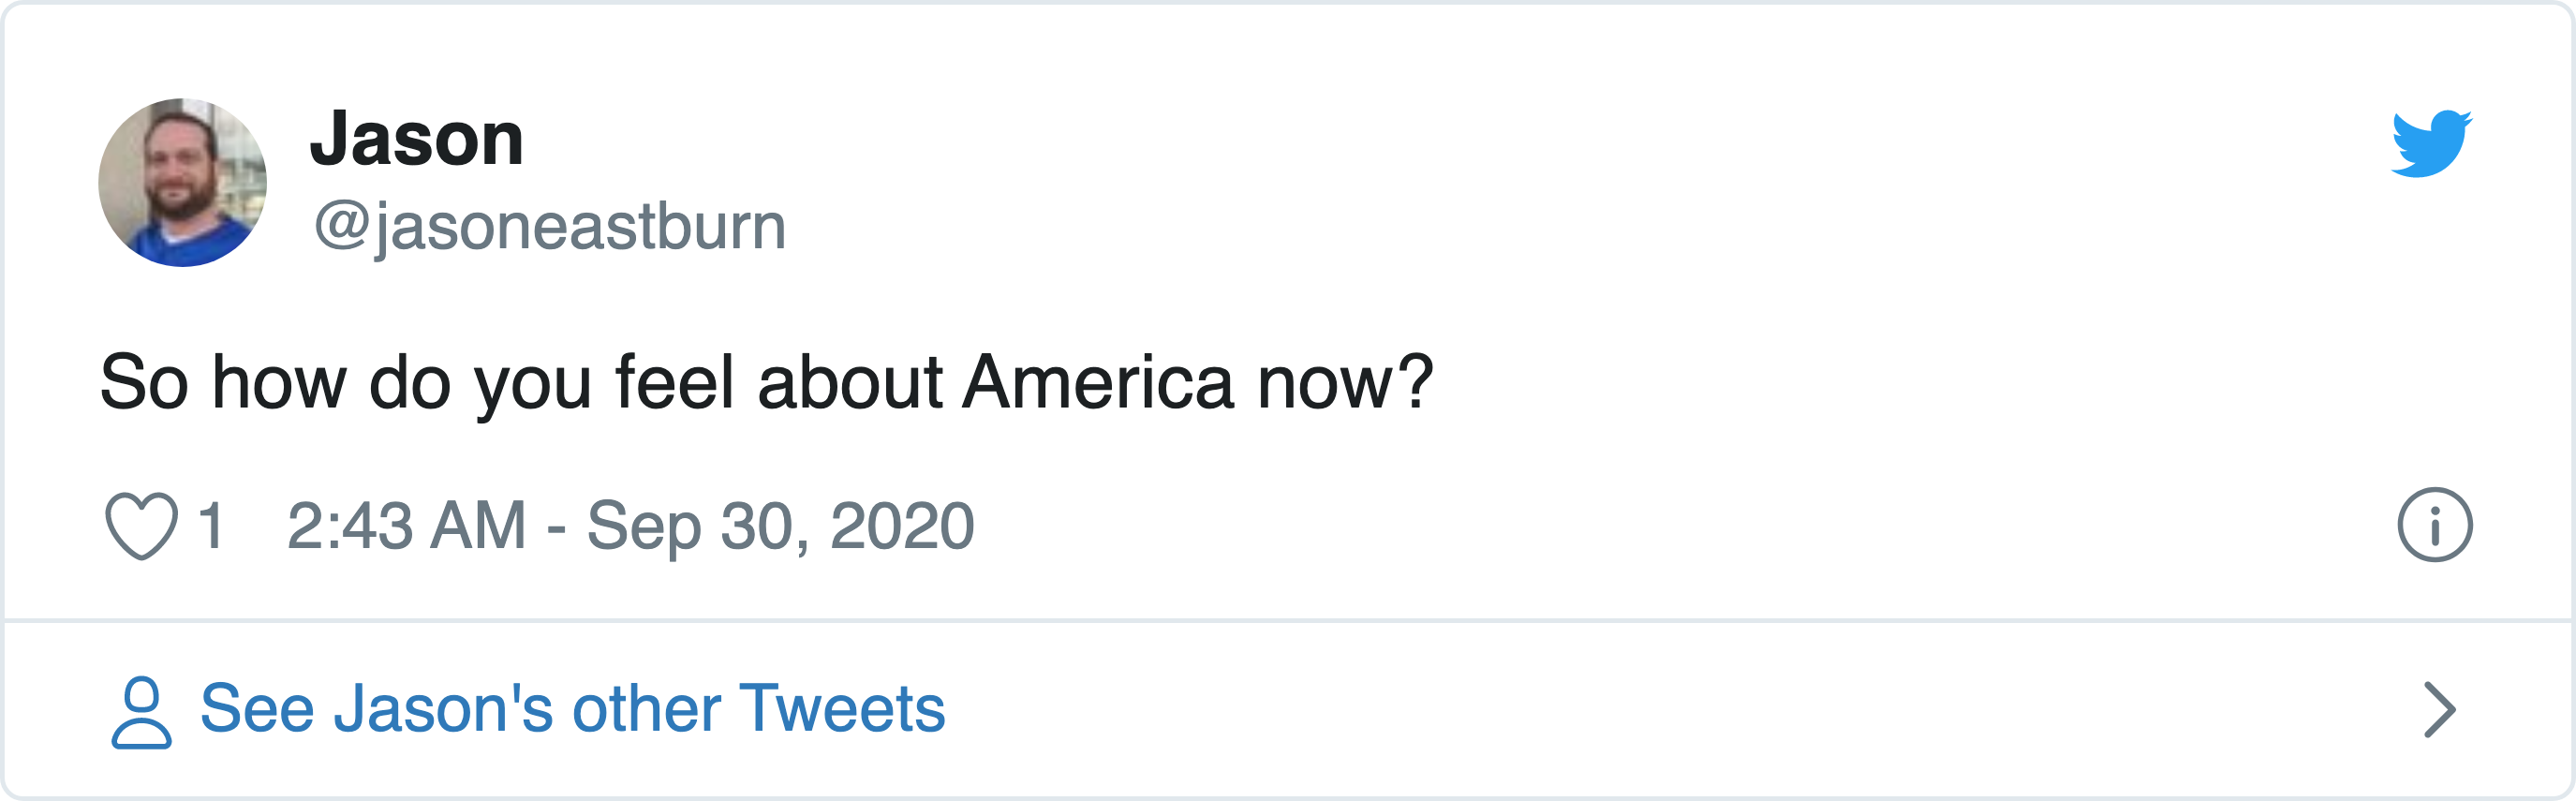 Jason
@jasoneastburn
So how do you feel about America now?
1 2:43 AM - Sep 30, 2020
See Jason's other Tweets